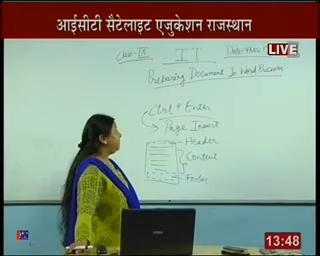 आईसीटी सैटेलाइट एजुकेशन राजस्थान
LIVE
Class-IX
IT
Preparing Document In Word Processor
Ctrl + Enter
Page Insert
Header
Content
Footer
13:48